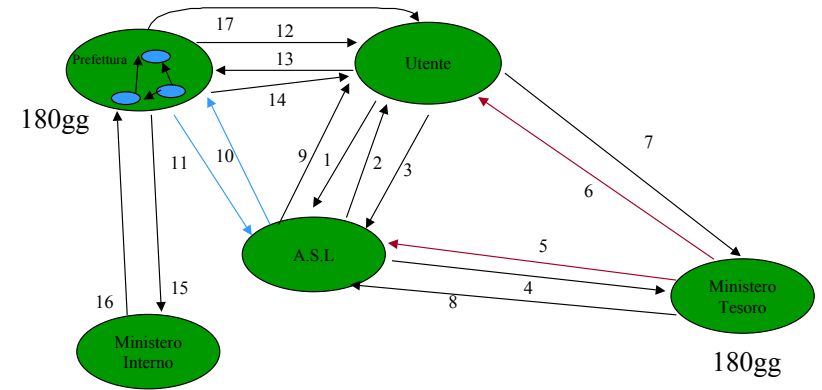 17
12
Prefettura
13
Utente
14
180gg
7
11
10
9
1
2
3
6
5
A.S.L
4
8
Ministero
Tesoro
16
15
Ministero
Interno
180gg